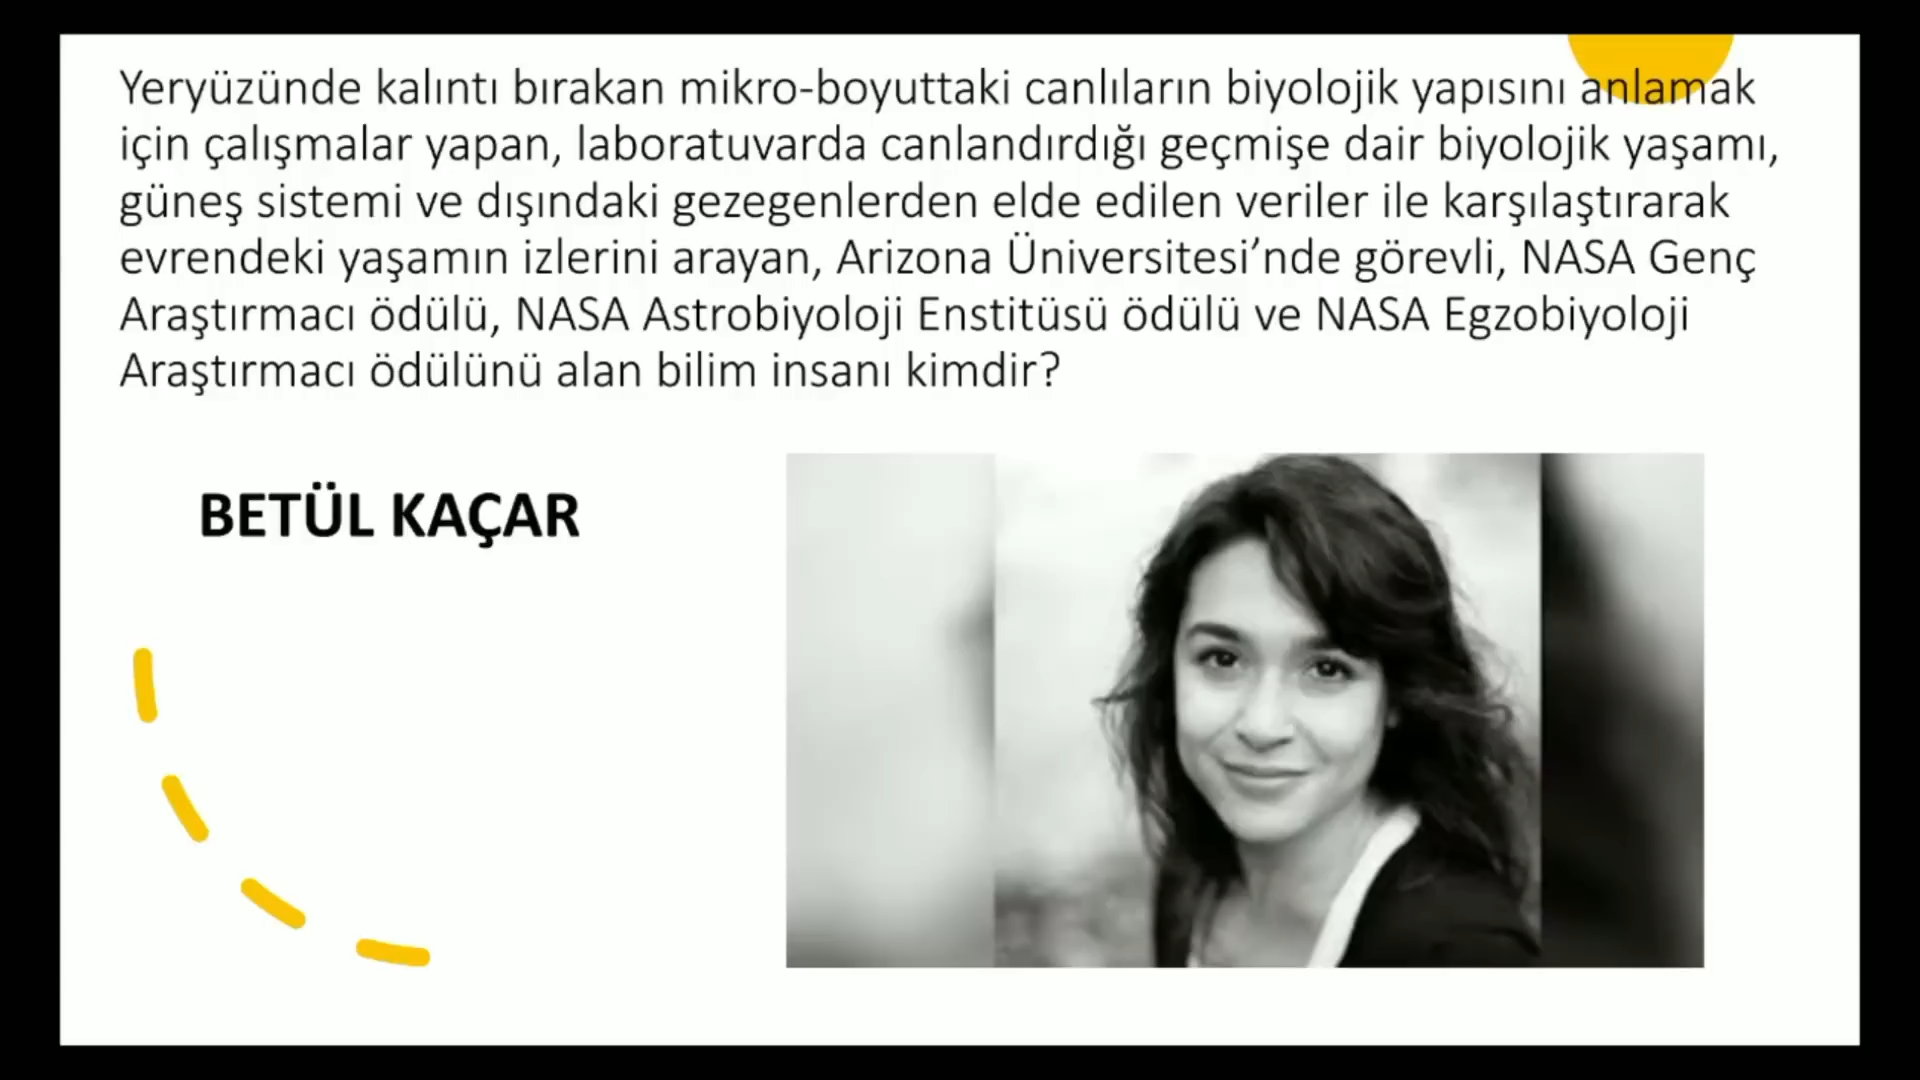 Yeryüzünde kalıntı bırakan mikro-boyuttaki canlıların biyolojik yapısını anlamak
için çalışmalar yapan, laboratuvarda canlandırdığı geçmişe dair biyolojik yaşamı,
güneş sistemi ve dışındaki gezegenlerden elde edilen veriler ile karşılaştırarak
evrendeki yaşamın izlerini arayan, Arizona Üniversitesi’nde görevli, NASA Genç
Araştırmacı ödülü, NASA Astrobiyoloji Enstitüsü ödülü ve NASA Egzobiyoloji
Araştırmacı ödülünü alan bilim insanı kimdir?
BETÜL KAÇAR